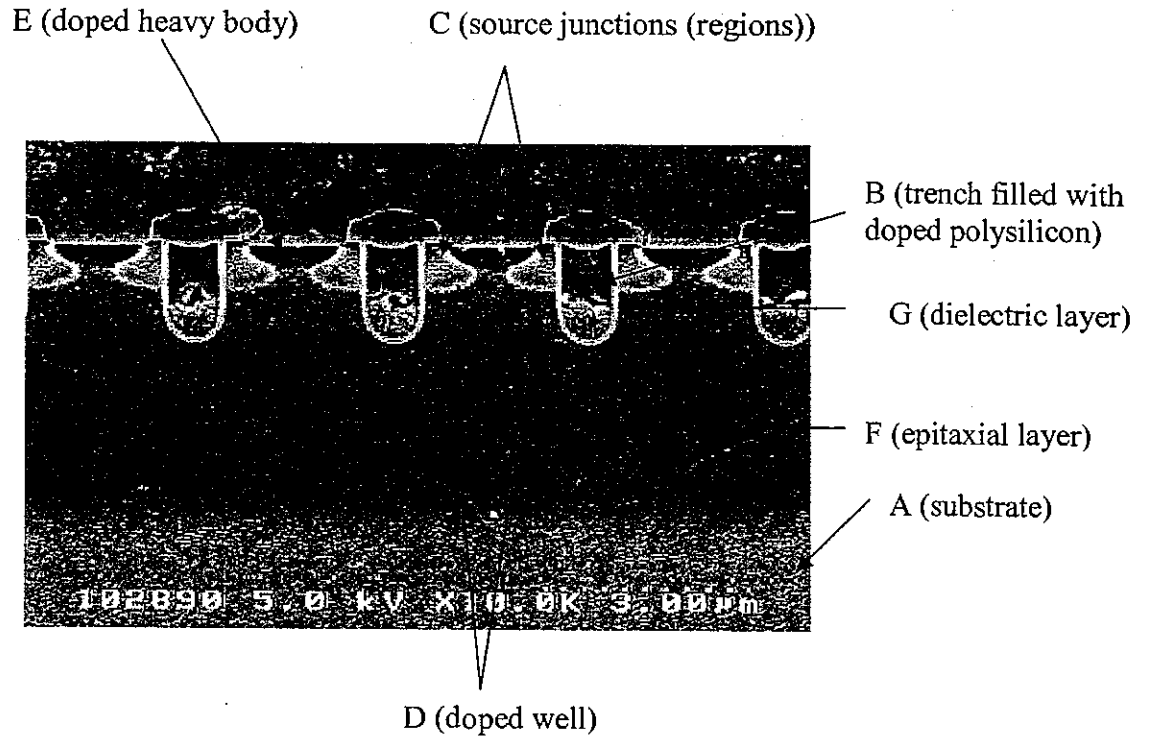 E (doped heavy body)
C (source junctions (regions))
B (trench filled with
doped polysilicon)
G (dielectric layer)
F (epitaxial layer)
A (substrate)
102890 5.0 kV X10.0K 3.00µm
D (doped well)